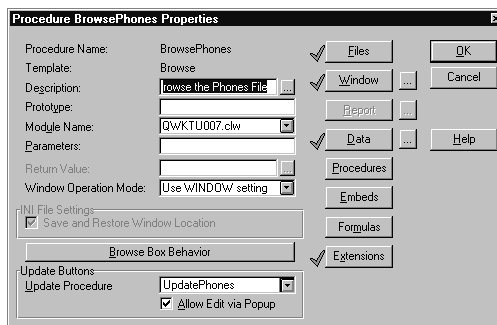 Procedure BrowsePhones Properties
Procedure Name: BrowsePhones
Template: Browse
Description: rowse the Phones File ...
Prototype:
Module Name: QWKTU007.clw
Parameters:
Return Value: ...
Window Operation Mode: Use WINDOW setting
INI File Settings
Save and Restore Window Location
Browse Box Behavior
Update Buttons
Update Procedure UpdatePhones
Allow Edit via Popup
Files
Window ...
Report ...
Data ...
Procedures
Embeds
Formulas
Extensions
OK
Cancel
Help